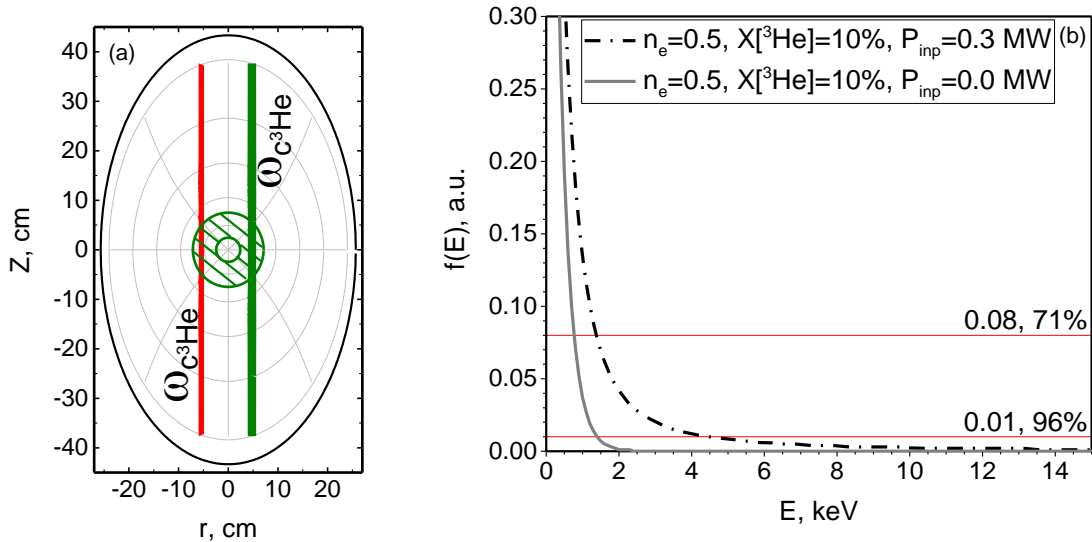 (a)
40
30
20
10
0
-10
-20
-30
-40
Z, cm
-20 -10 0 10 20
r, cm
ωc³He
ωc³He
(b)
nₑ=0.5, X[³He]=10%, Pᵢₙₚ=0.3 MW
nₑ=0.5, X[³He]=10%, Pᵢₙₚ=0.0 MW
0.30
0.25
0.20
0.15
0.10
0.05
0.00
f(E), a.u.
0.08, 71%
0.01, 96%
0 2 4 6 8 10 12 14
E, keV